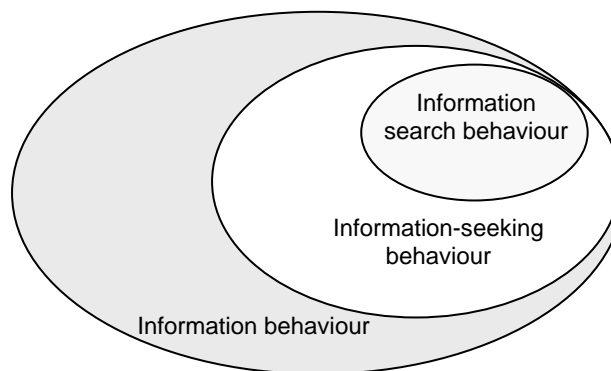 Information
search behaviour
Information-seeking
behaviour
Information behaviour